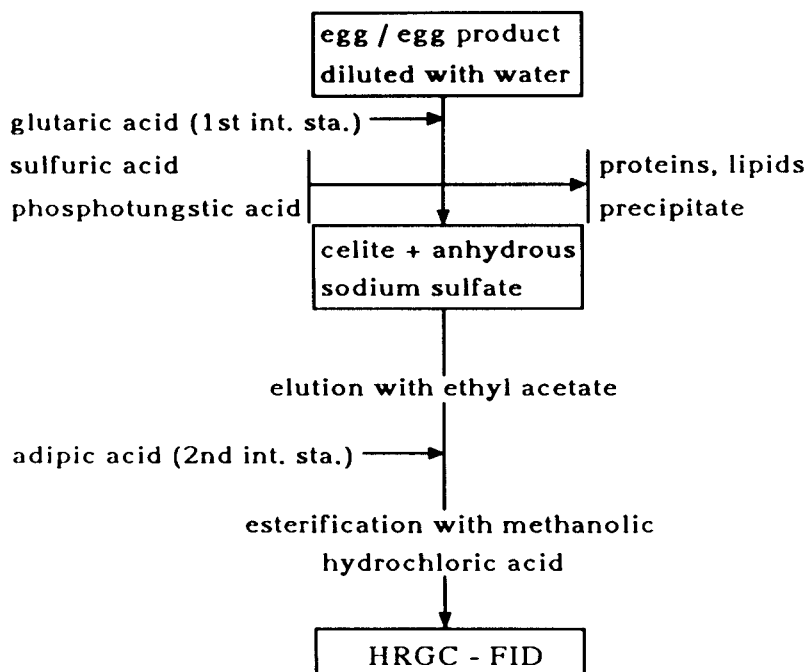 egg / egg product
diluted with water
glutaric acid (1st int. sta.)
sulfuric acid
phosphotungstic acid
proteins, lipids
precipitate
celite + anhydrous
sodium sulfate
elution with ethyl acetate
adipic acid (2nd int. sta.)
esterification with methanolic
hydrochloric acid
HRGC - FID